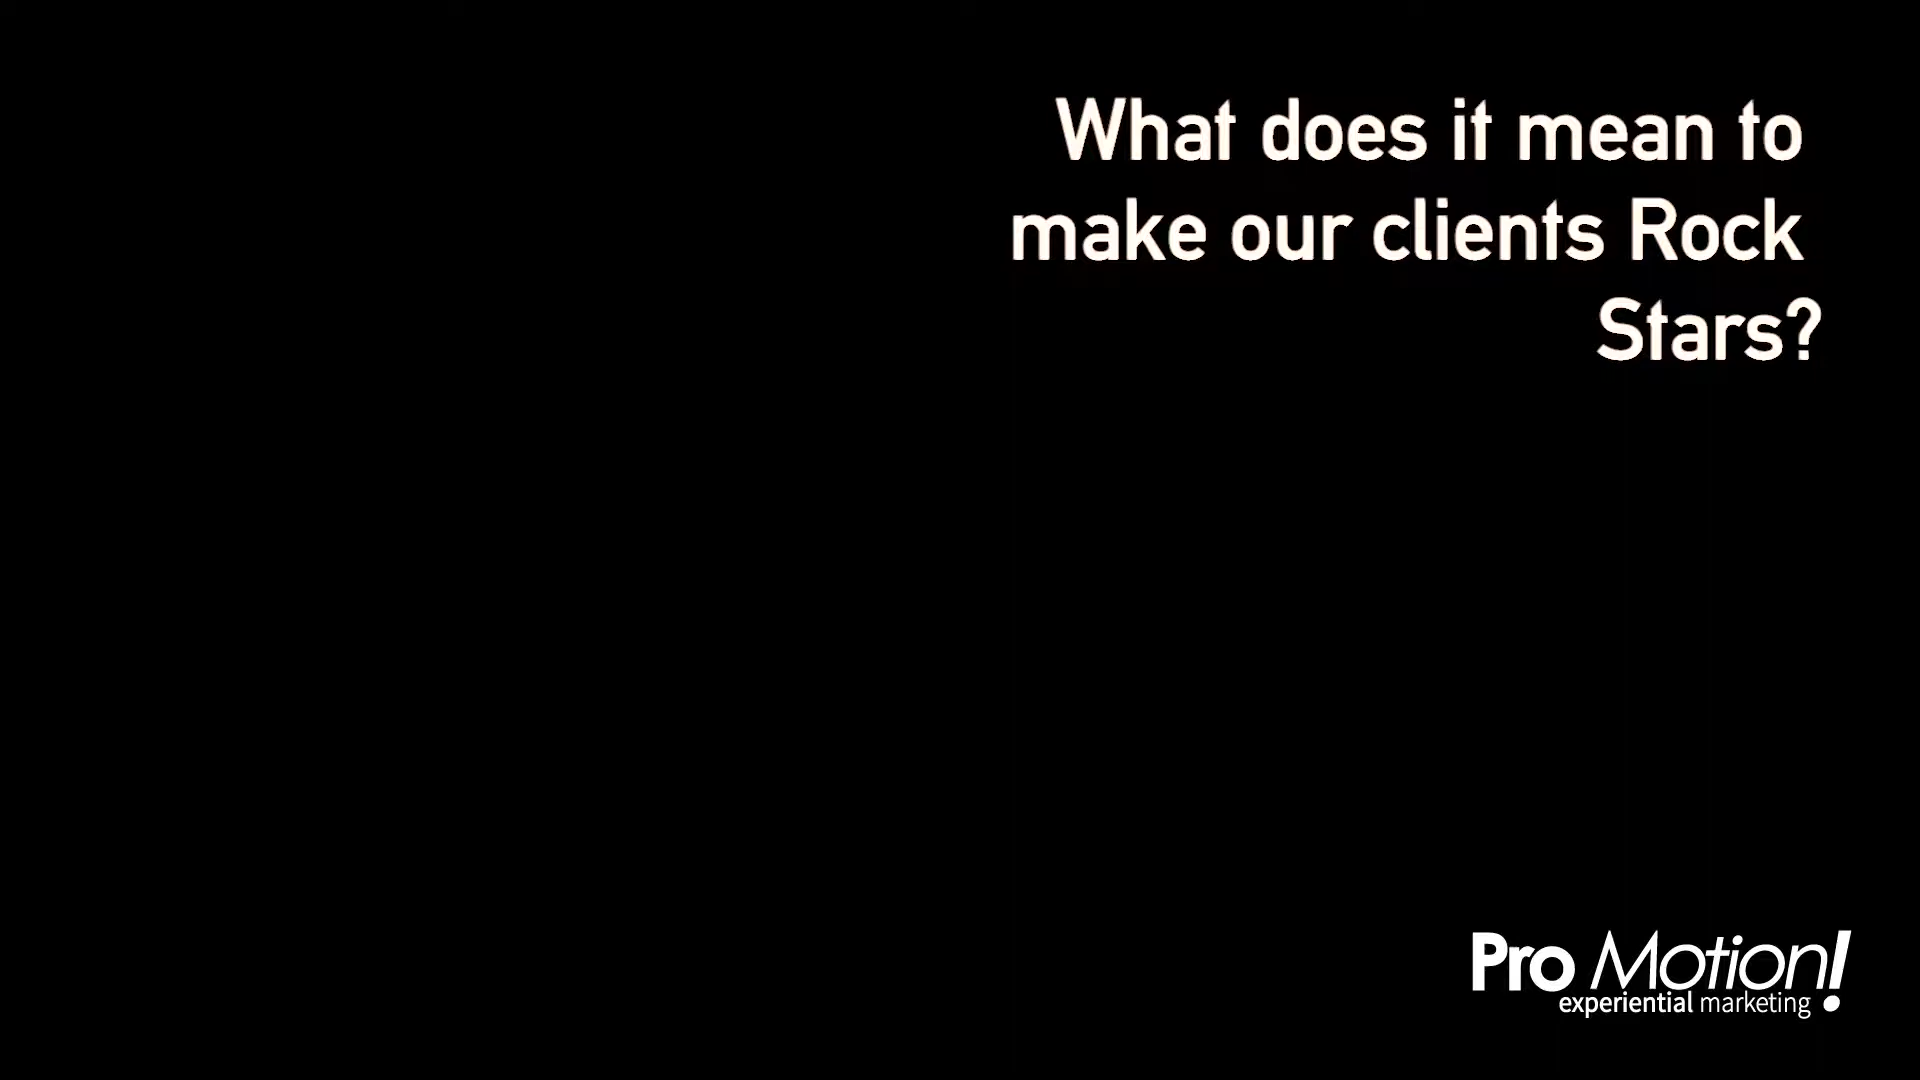 What does it mean to
make our clients Rock
Stars?
Pro Motion!
experiential marketing